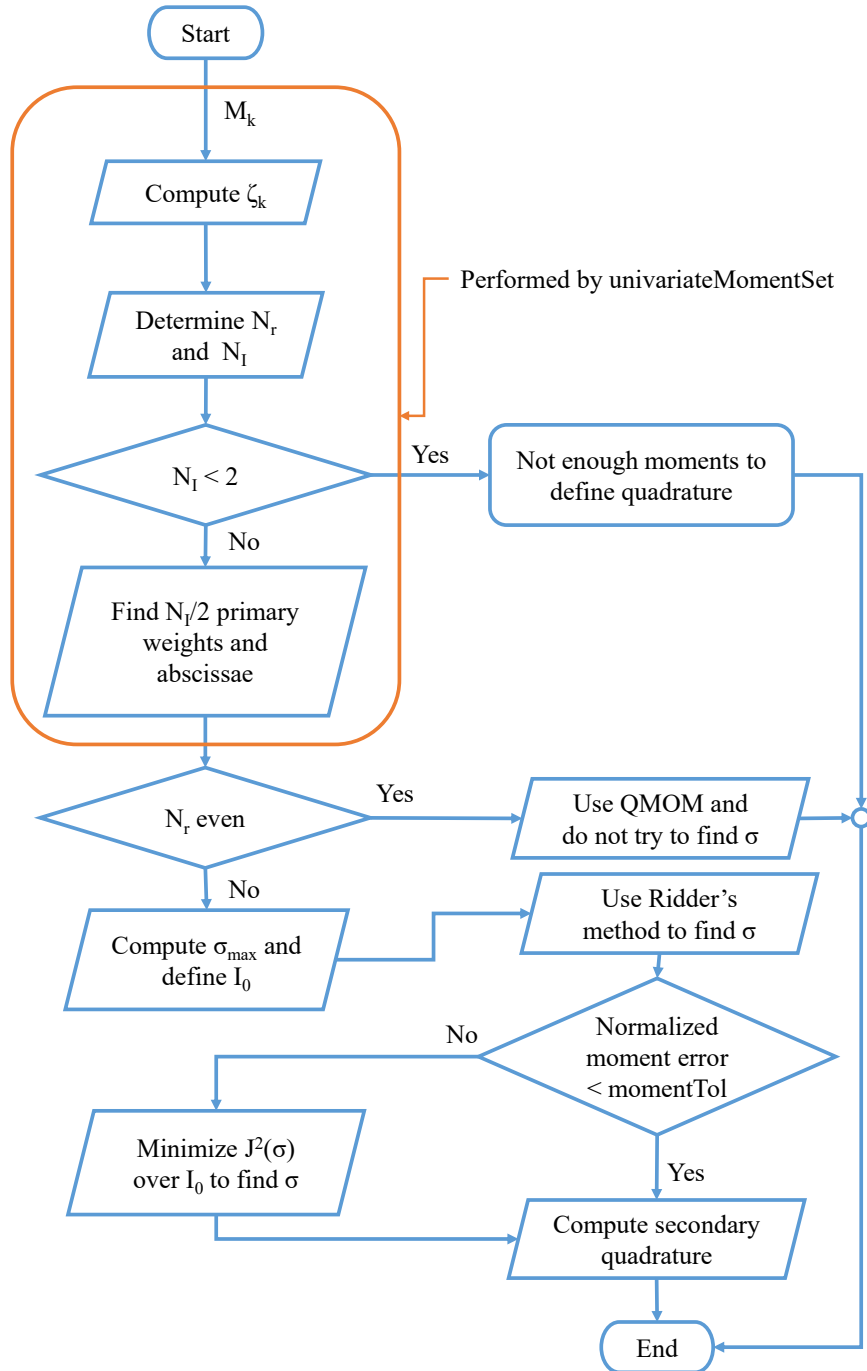 Start
M_k
Compute ζ_k
Performed by univariateMomentSet
Determine N_r
and N_I
N_I < 2
Yes
Not enough moments to
define quadrature
No
Find N_I/2 primary
weights and
abscissae
N_r even
Yes
Use QMOM and
do not try to find σ
No
Compute σ_max and
define I_0
Use Ridder’s
method to find σ
Normalized
moment error
< momentTol
No
Minimize J²(σ)
over I_0 to find σ
Yes
Compute secondary
quadrature
End